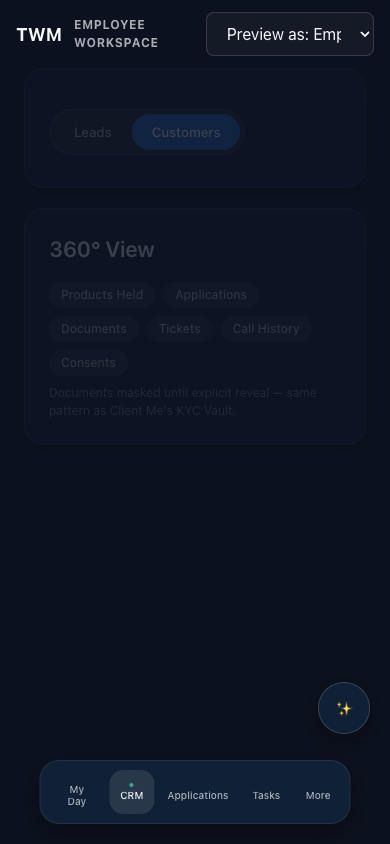 TWM
EMPLOYEE
WORKSPACE
Preview as: Emp
Leads
Customers
360° View
Products Held
Applications
Documents
Tickets
Call History
Consents
Documents masked until explicit reveal — same
pattern as Client Me's KYC Vault.
My
Day
CRM
Applications
Tasks
More